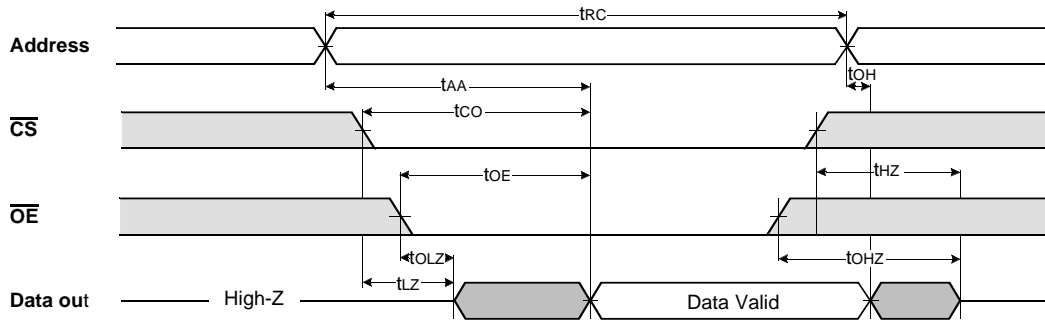 tRC
Address
tOH
tAA
tCO
CS
tHZ
tOE
OE
tOLZ
tOHZ
tLZ
High-Z
Data Valid
Data out